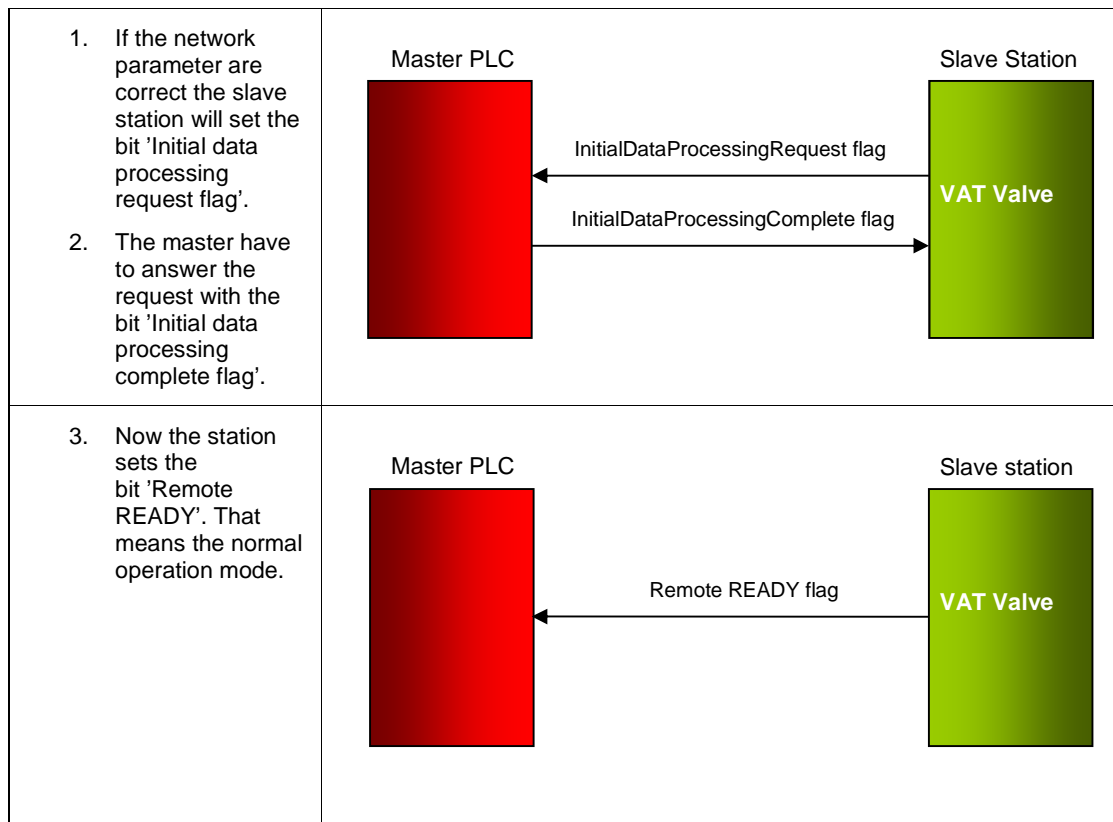 1. If the network
parameter are
correct the slave
station will set the
bit ’Initial data
processing
request flag’.
2. The master have
to answer the
request with the
bit ’Initial data
processing
complete flag’.
Master PLC
Slave Station
InitialDataProcessingRequest flag
InitialDataProcessingComplete flag
VAT Valve
3. Now the station
sets the
bit ’Remote
READY’. That
means the normal
operation mode.
Master PLC
Slave station
Remote READY flag
VAT Valve